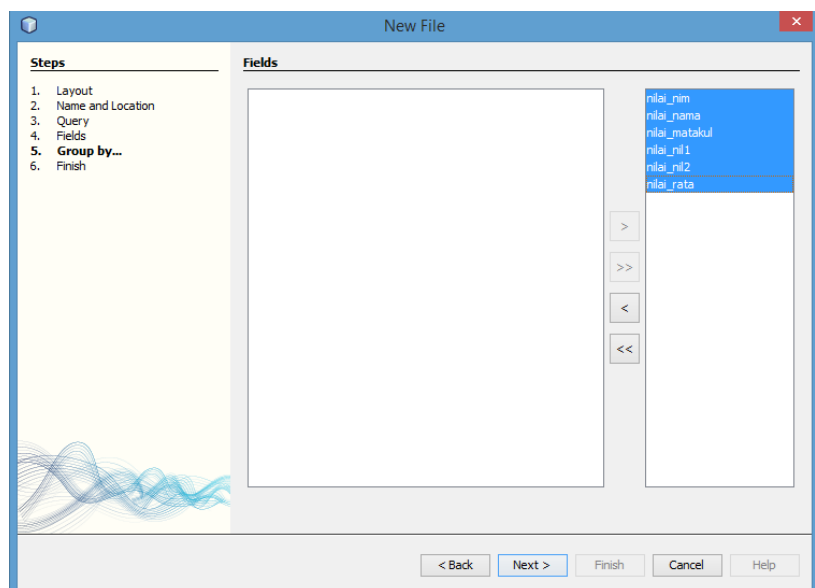 New File
Steps
1. Layout
2. Name and Location
3. Query
4. Fields
5. Group by...
6. Finish
Fields
nilai_nim
nilai_nama
nilai_matakul
nilai_nil1
nilai_nil2
nilai_rata
>
>>
<
<<
< Back
Next >
Finish
Cancel
Help